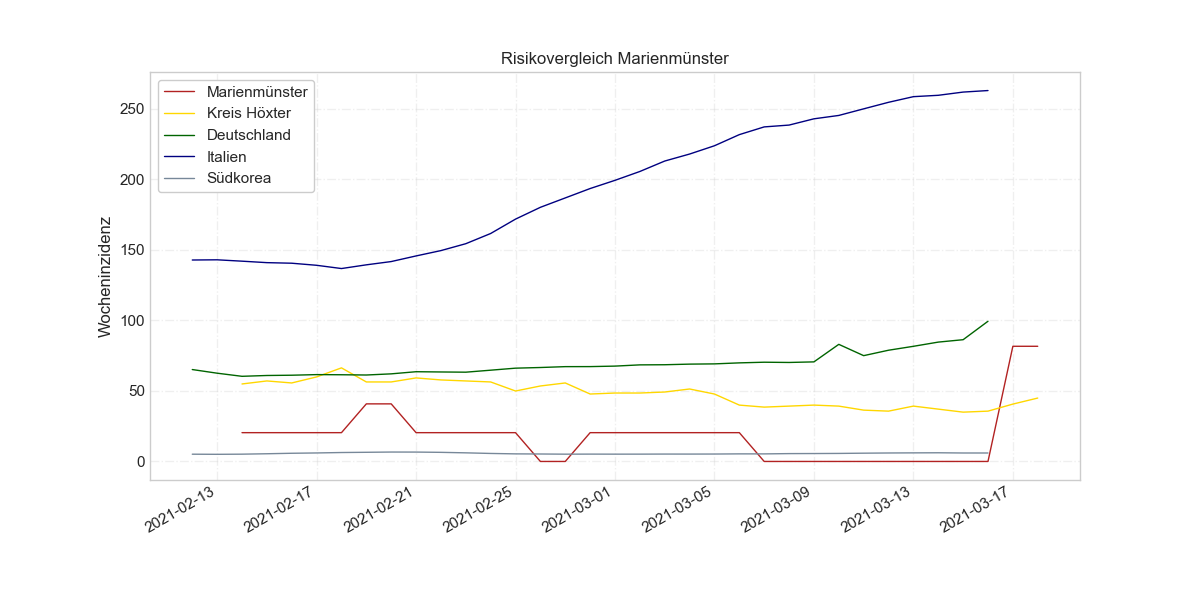 Risikovergleich Marienmünster
Marienmünster
Kreis Höxter
Deutschland
Italien
Südkorea
Wocheninzidenz
250
200
150
100
50
0
2021-02-13
2021-02-17
2021-02-21
2021-02-25
2021-03-01
2021-03-05
2021-03-09
2021-03-13
2021-03-17